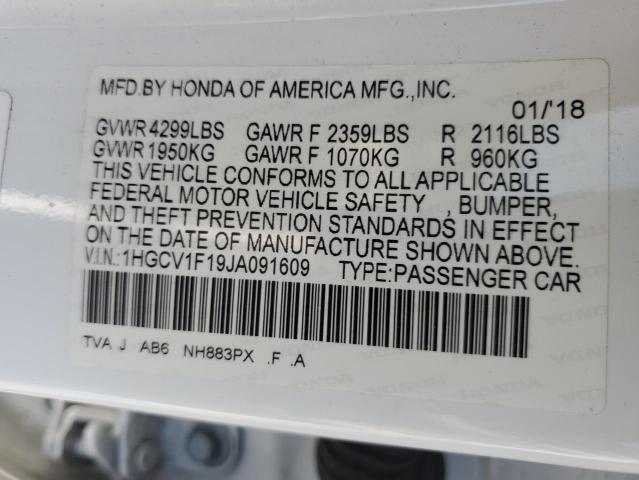 MFD.BY HONDA OF AMERICA MFG.,INC.
01/'18
GVWR 4299LBS GAWR F 2359LBS R 2116LBS
GVWR 1950KG GAWR F 1070KG R 960KG
THIS VEHICLE CONFORMS TO ALL APPLICABLE
FEDERAL MOTOR VEHICLE SAFETY , BUMPER,
AND THEFT PREVENTION STANDARDS IN EFFECT
ON THE DATE OF MANUFACTURE SHOWN ABOVE.
V.I.N.:1HGCV1F19JA091609 TYPE:PASSENGER CAR
TVA J AB6 NH883PX .F .A